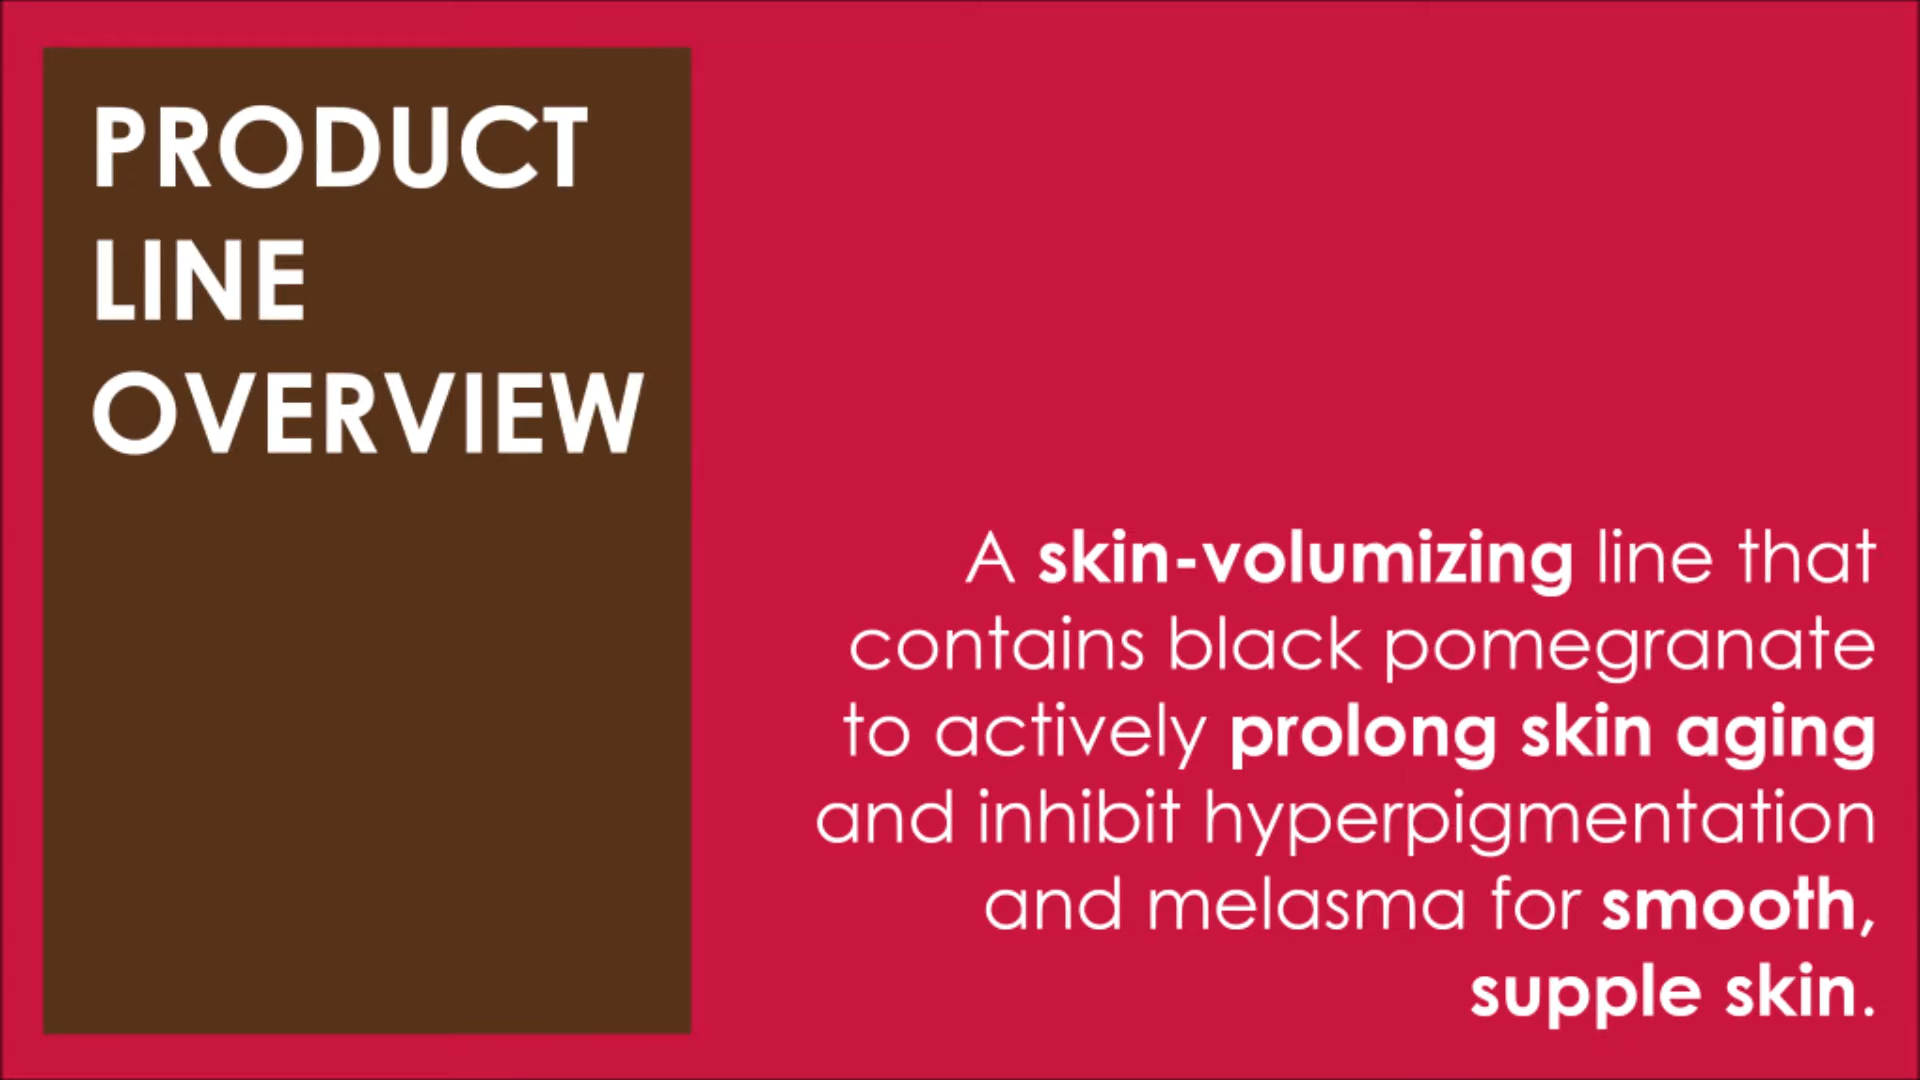 PRODUCT
LINE
OVERVIEW
A skin-volumizing line that
contains black pomegranate
to actively prolong skin aging
and inhibit hyperpigmentation
and melasma for smooth,
supple skin.